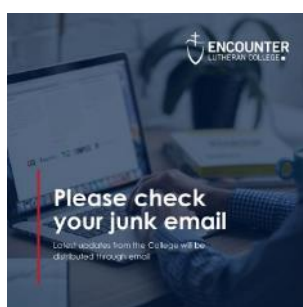 ENCOUNTER
LUTHERAN COLLEGE
Please check
your junk email
Latest updates from the College will be
distributed through email